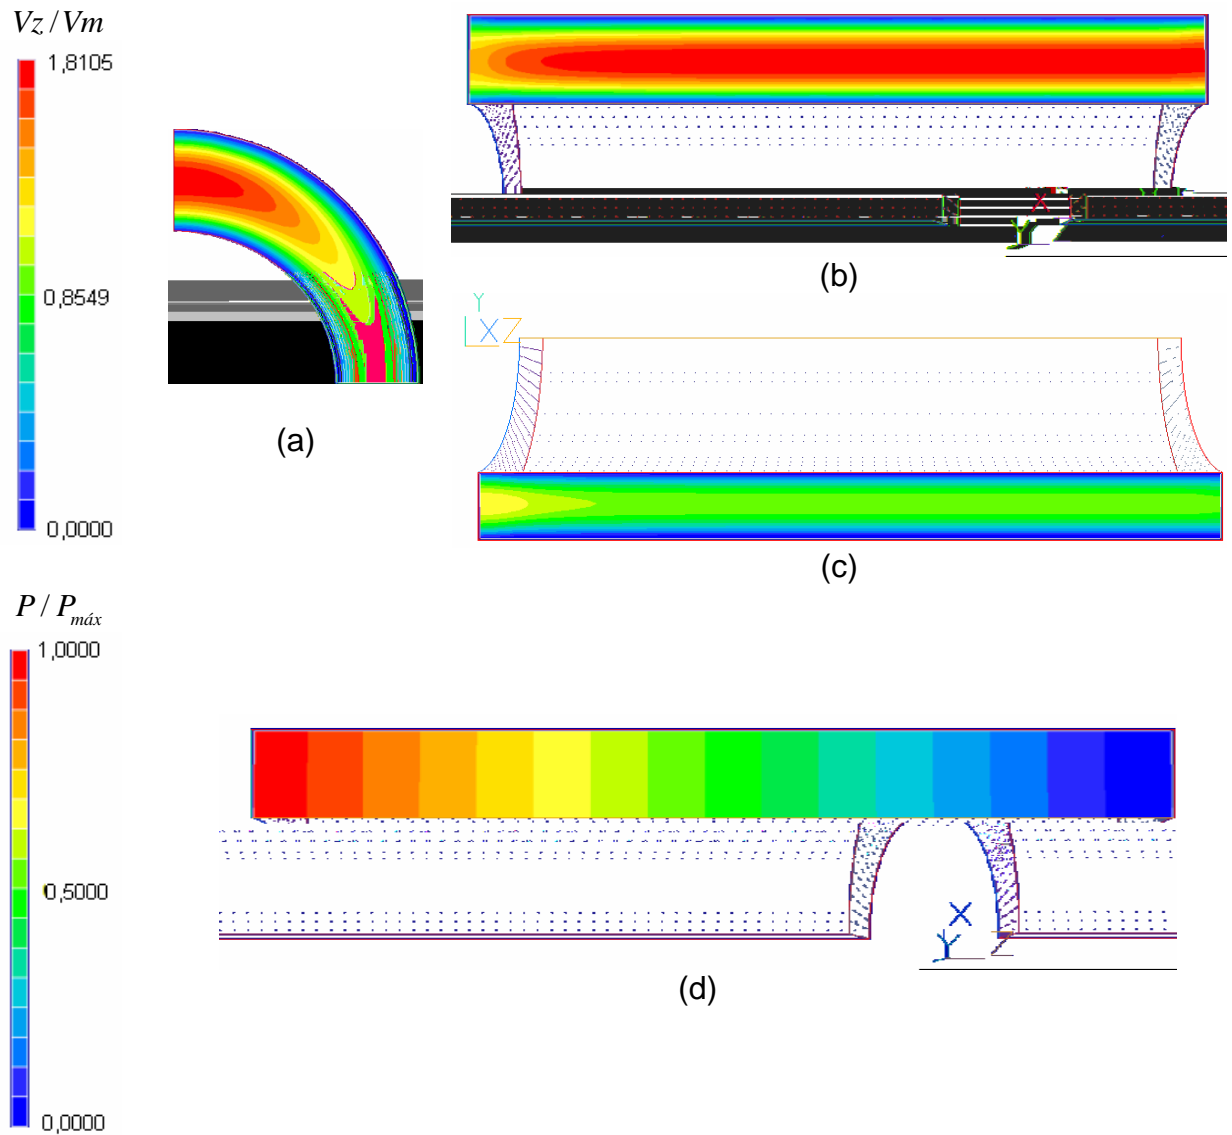 Vz / Vm
1,8105
0,8549
0,0000
(a)
X
Y
(b)
Y
X Z
(c)
P / Pmáx
1,0000
0,5000
0,0000
X
Y
(d)